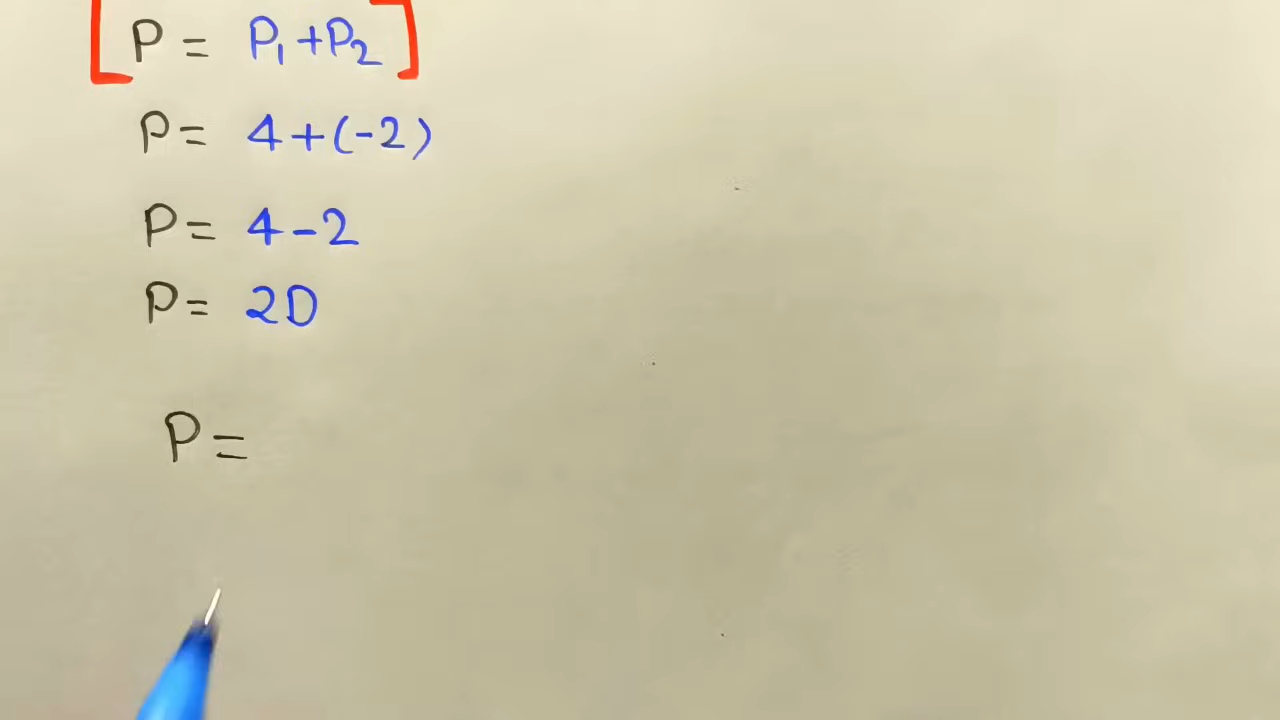 [P = P₁+P₂]
P= 4+(-2)
P= 4-2
P= 2D
P=